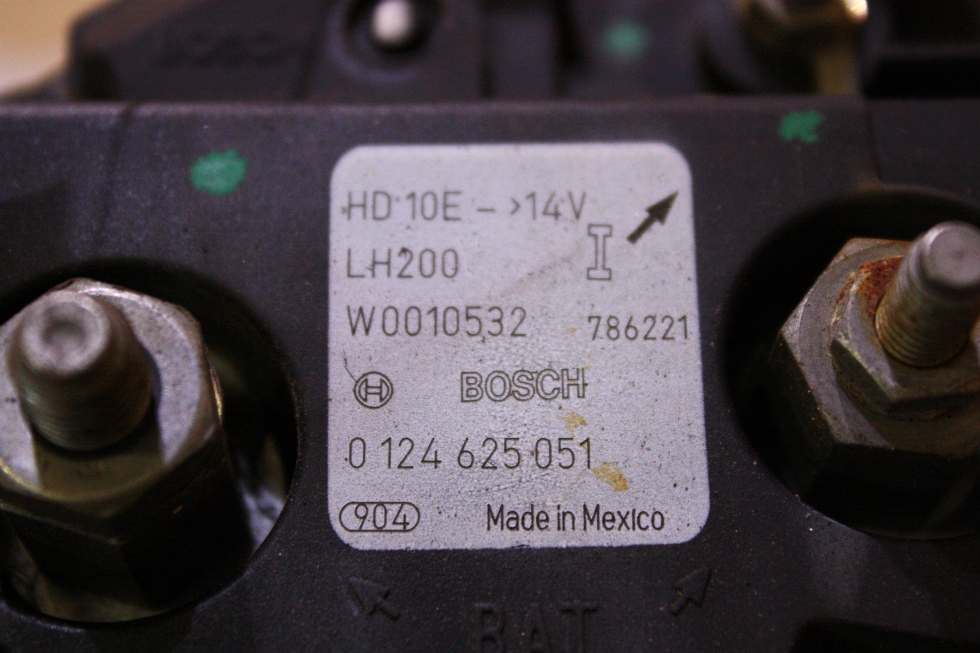 HD 10E - >14V
I
LH200
W0010532 786221
H BOSCH
0 124 625 051
904 Made in Mexico
BAT